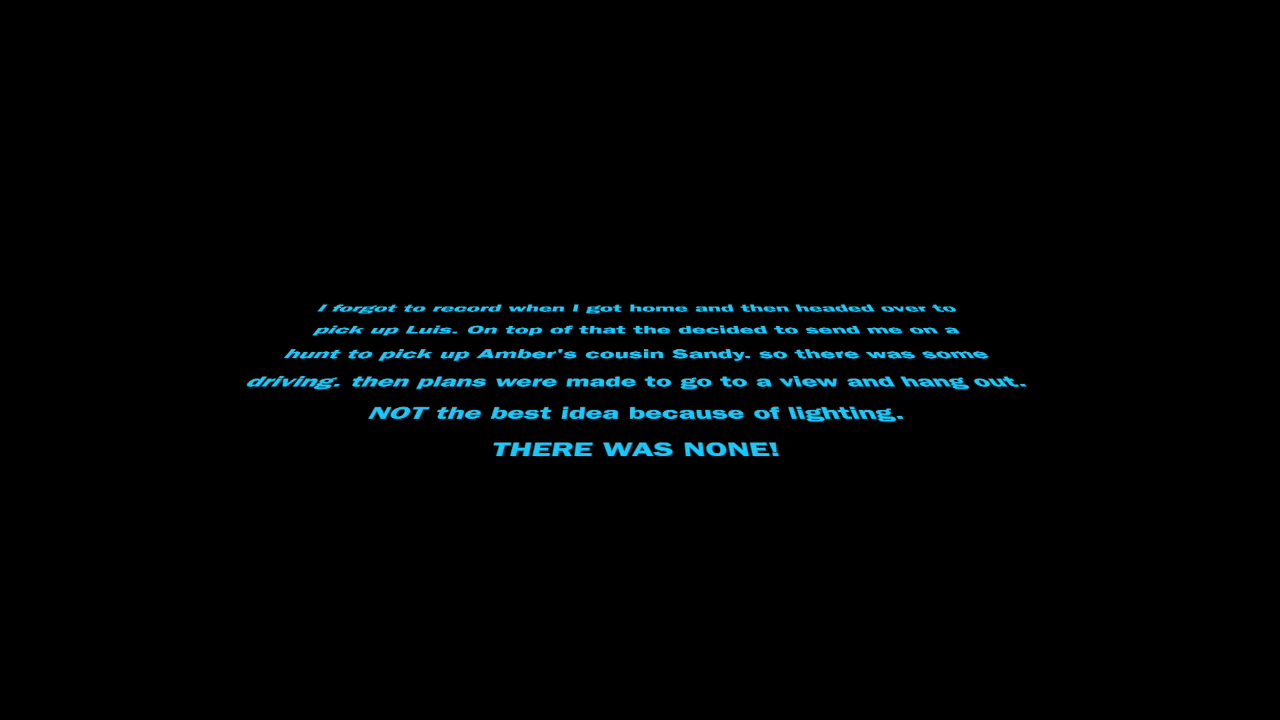 I forgot to record when I got home and then headed over to
pick up Luis. On top of that the decided to send me on a
hunt to pick up Amber's cousin Sandy. so there was some
driving. then plans were made to go to a view and hang out.
NOT the best idea because of lighting.
THERE WAS NONE!